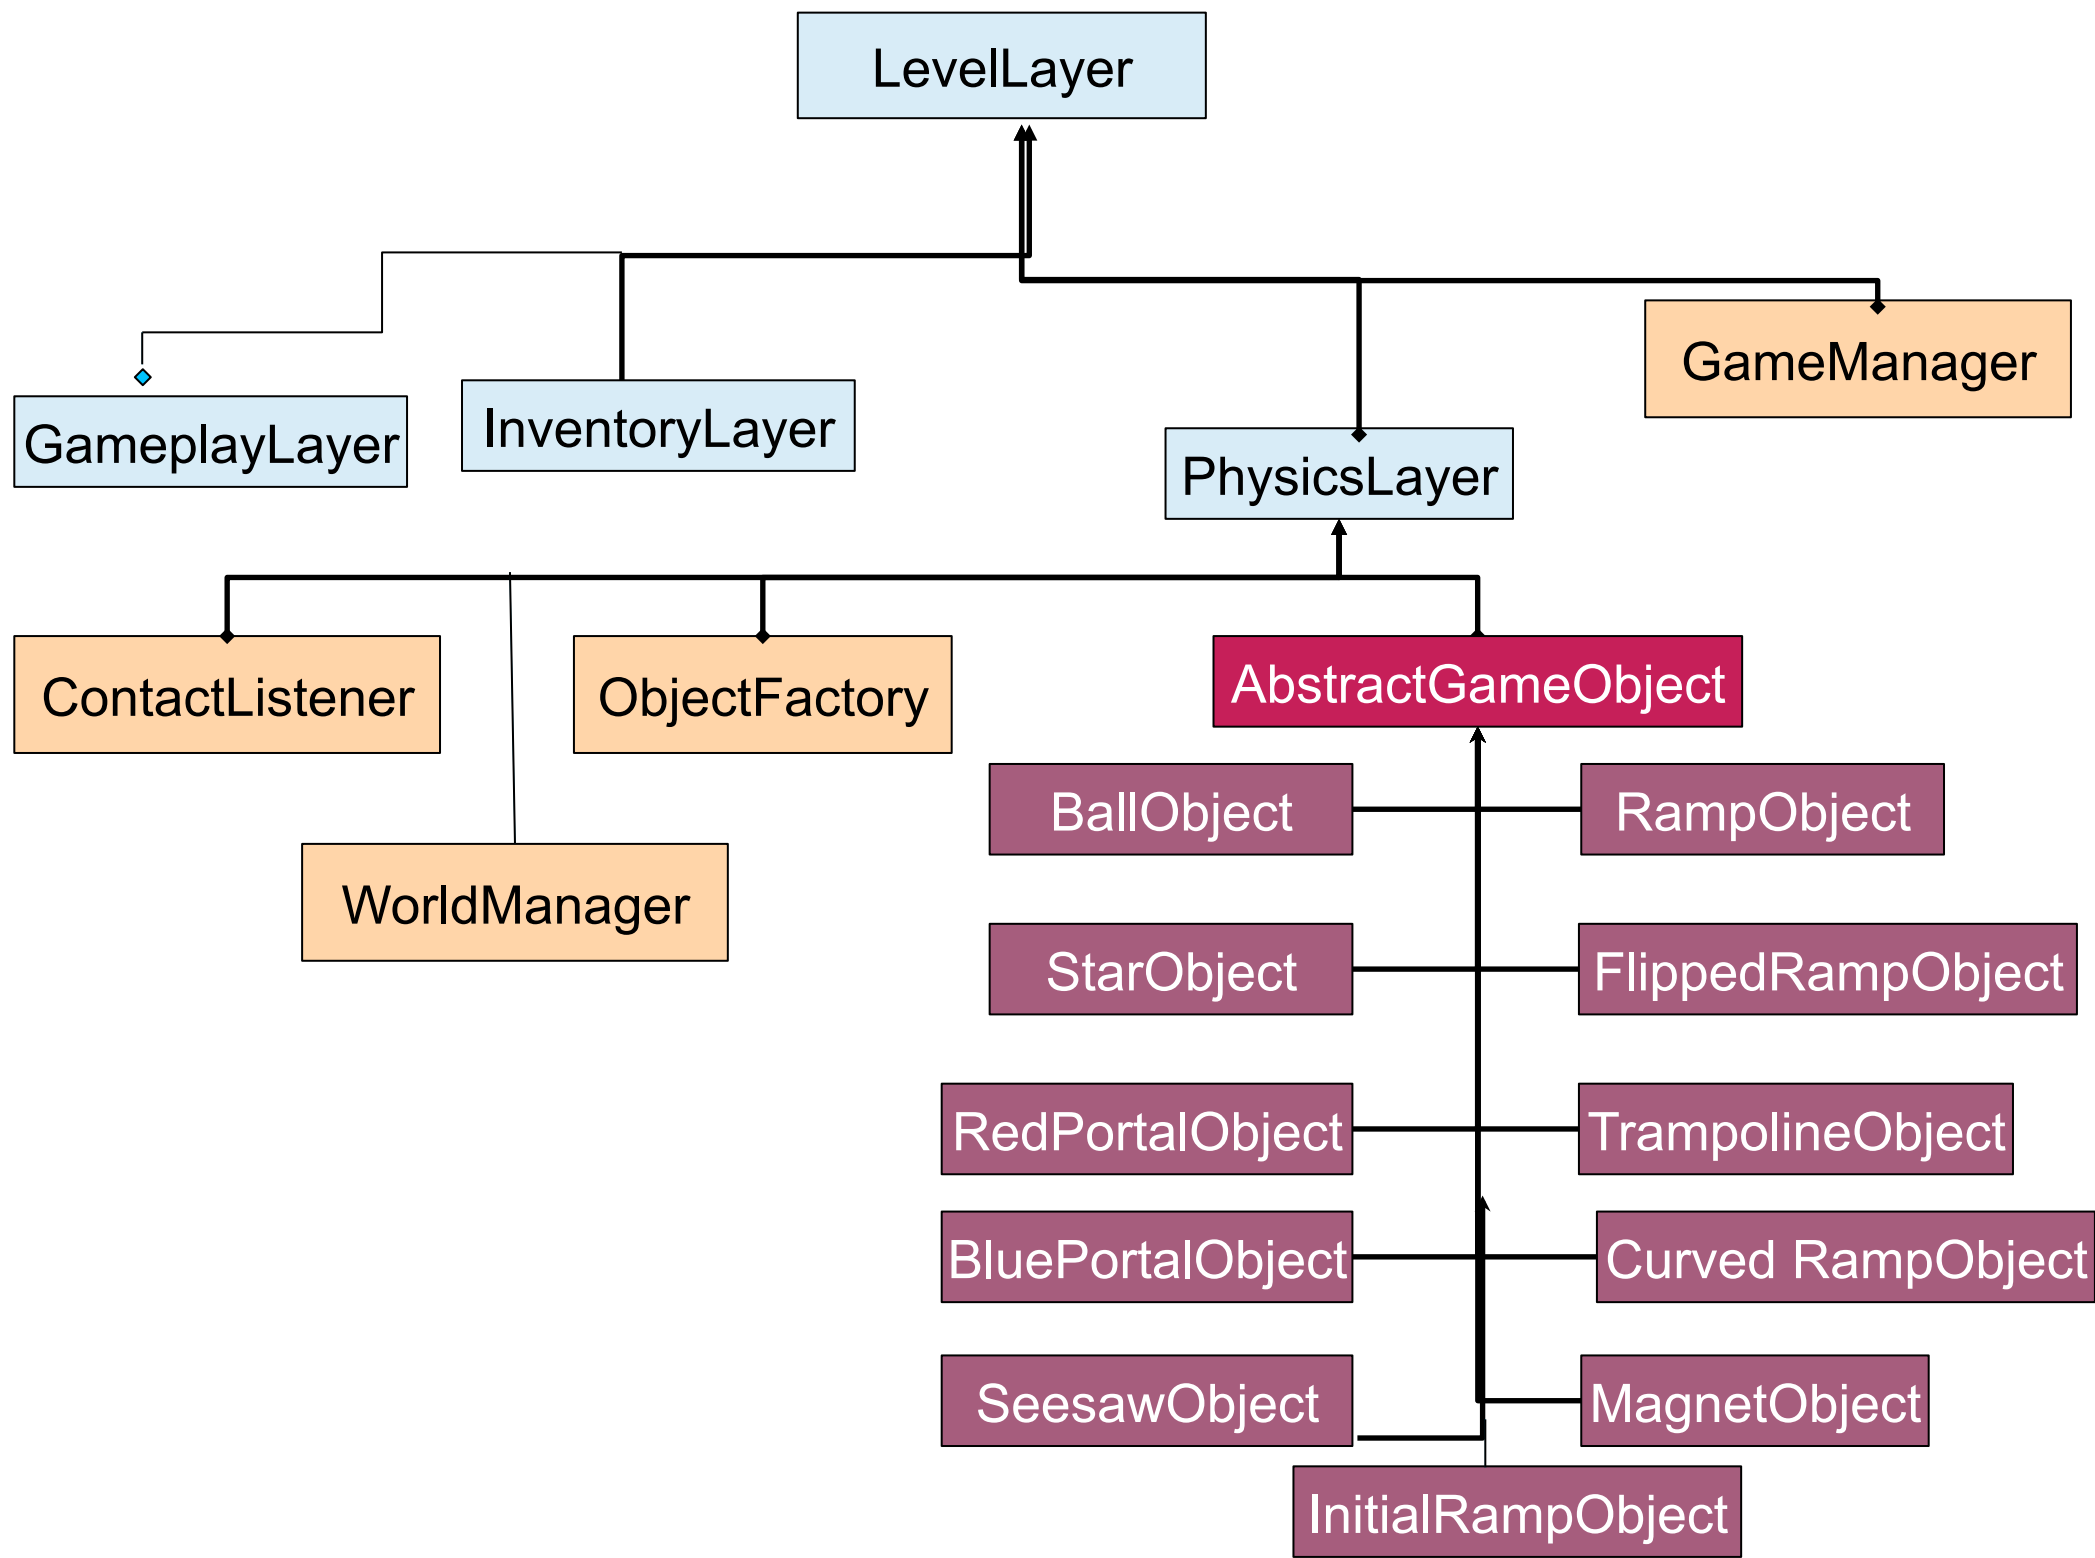 LevelLayer
GameManager
GameplayLayer
InventoryLayer
PhysicsLayer
ContactListener
ObjectFactory
AbstractGameObject
BallObject
RampObject
WorldManager
StarObject
FlippedRampObject
RedPortalObject
TrampolineObject
BluePortalObject
Curved RampObject
SeesawObject
MagnetObject
InitialRampObject